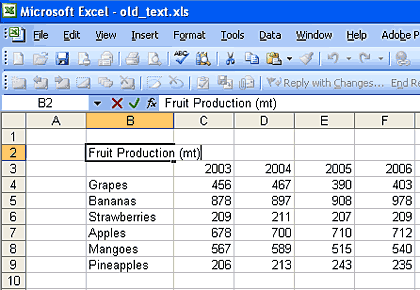 Microsoft Excel - old_text.xls
File Edit View Insert Format Tools Data Window Help Adobe P
Reply with Changes... End Re
B2 Fruit Production (mt)
A B C D E F
1
2 Fruit Production (mt)
3 2003 2004 2005 2006
4 Grapes 456 467 390 403
5 Bananas 878 897 908 978
6 Strawberries 209 211 207 209
7 Apples 678 700 710 712
8 Mangoes 567 589 515 540
9 Pineapples 206 213 243 235
10